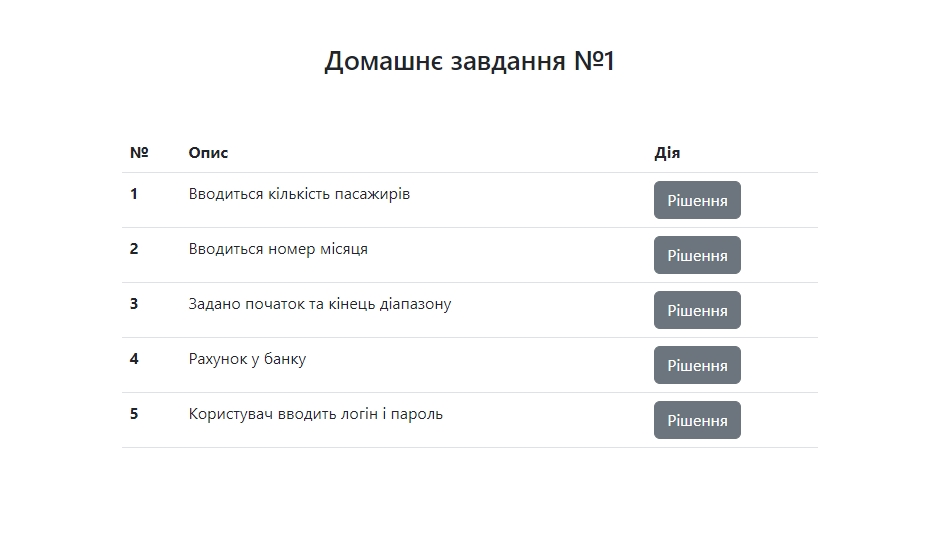 Домашнє завдання №1
№ Опис Дія
1 Вводиться кількість пасажирів Рішення
2 Вводиться номер місяця Рішення
3 Задано початок та кінець діапазону Рішення
4 Рахунок у банку Рішення
5 Користувач вводить логін і пароль Рішення